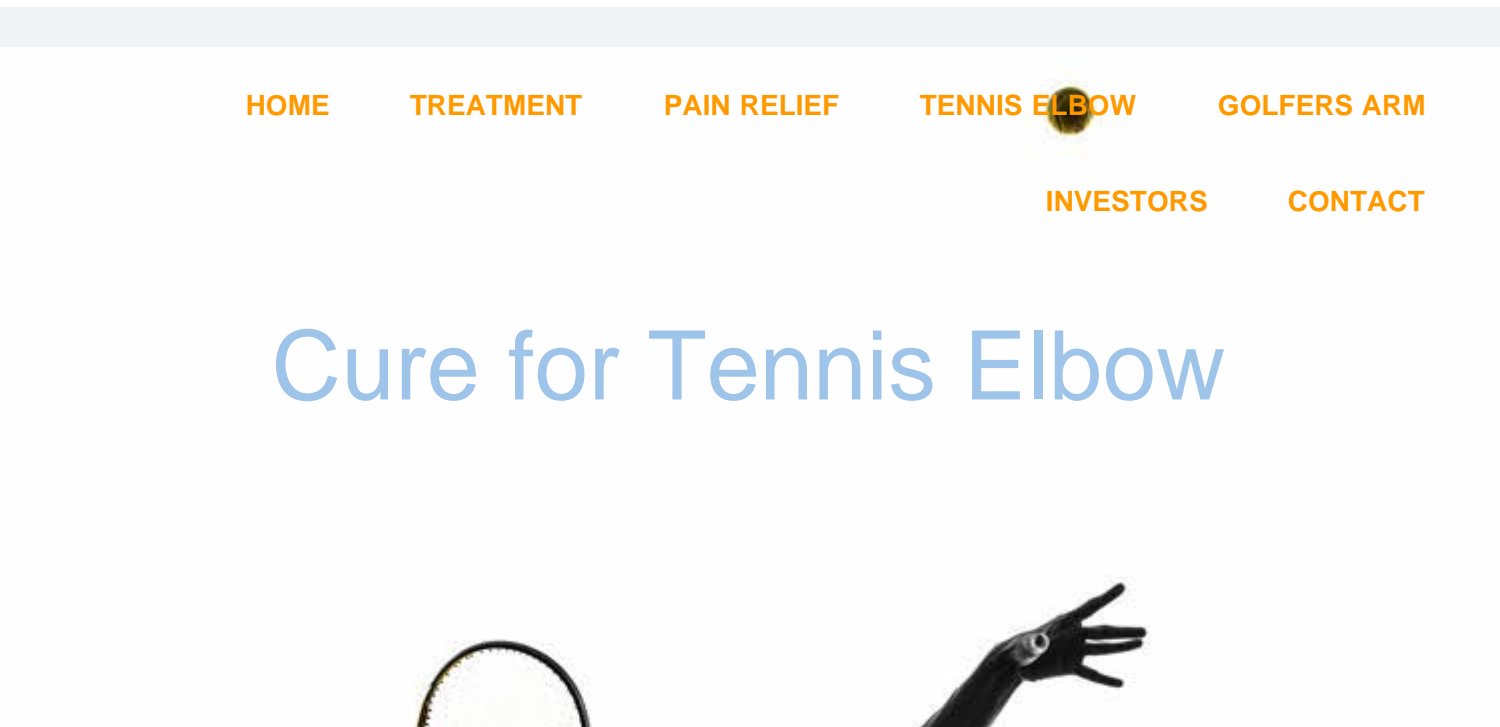 HOME TREATMENT PAIN RELIEF TENNIS ELBOW GOLFERS ARM
INVESTORS CONTACT
Cure for Tennis Elbow